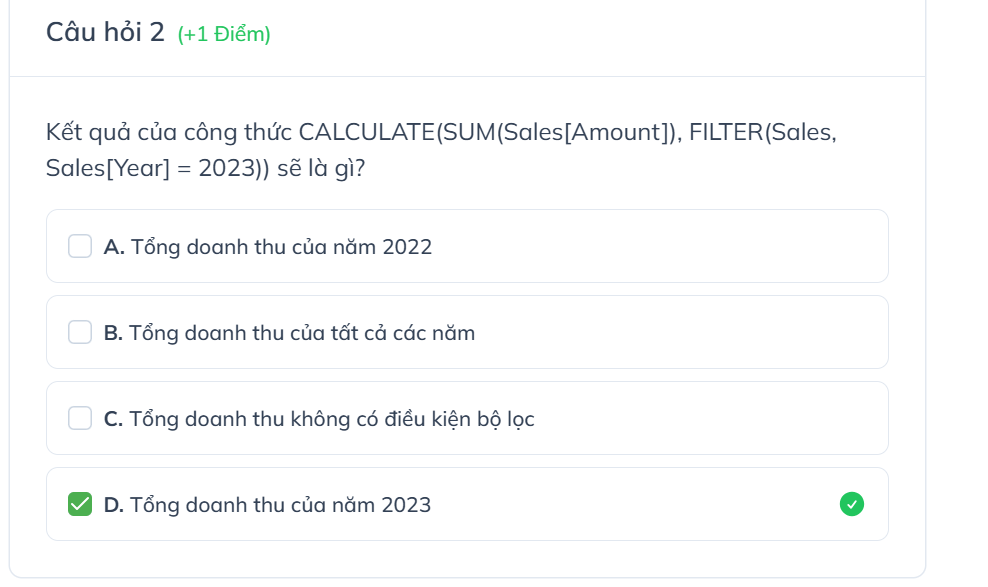 Câu hỏi 2 (+1 Điểm)
Kết quả của công thức CALCULATE(SUM(Sales[Amount]), FILTER(Sales,
Sales[Year] = 2023)) sẽ là gì?
A. Tổng doanh thu của năm 2022
B. Tổng doanh thu của tất cả các năm
C. Tổng doanh thu không có điều kiện bộ lọc
D. Tổng doanh thu của năm 2023